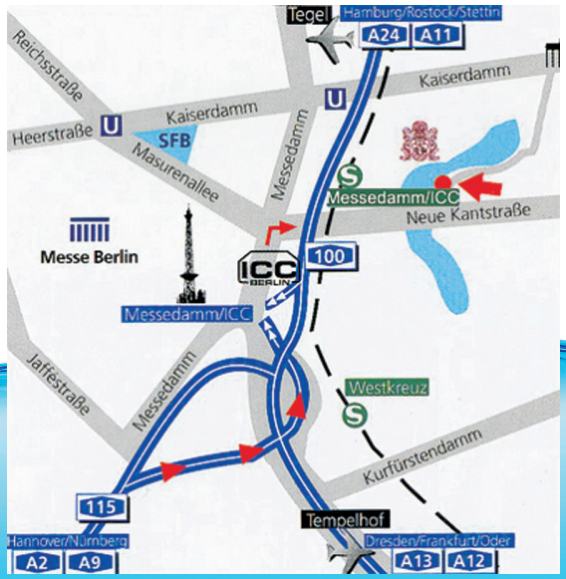 Tegel
Hamburg/Rostock/Stettin
A24 A11
Reichsstraße
Kaiserdamm
Kaiserdamm
U
Heerstraße
U
SFB
Masurenallee
Messedamm
S
Messedamm/ICC
Neue Kantstraße
Messe Berlin
100
ICC
BERLIN
Messedamm/ICC
Jafféstraße
Messedamm
Westkreuz
S
Kurfürstendamm
115
Tempelhof
Hannover/Nürnberg
A2 A9
Dresden/Frankfurt/Oder
A13 A12